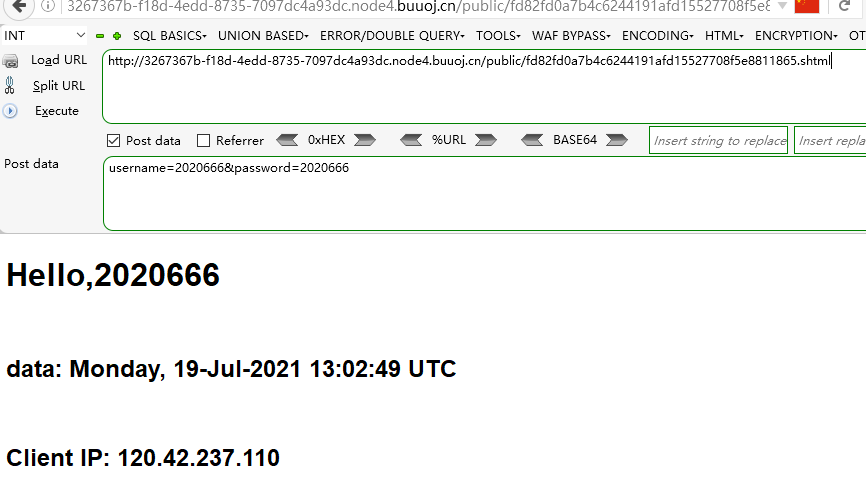 3267367b-f18d-4edd-8735-7097dc4a93dc.node4.buuoj.cn/public/fd82fd0a7b4c6244191afd15527708f5e8
INT SQL BASICS UNION BASED ERROR/DOUBLE QUERY TOOLS WAF BYPASS ENCODING HTML ENCRYPTION OT
Load URL http://3267367b-f18d-4edd-8735-7097dc4a93dc.node4.buuoj.cn/public/fd82fd0a7b4c6244191afd15527708f5e8811865.shtml
Split URL
Execute
Post data Referrer 0xHEX %URL BASE64 Insert string to replace Insert repla
Post data username=2020666&password=2020666
Hello,2020666
data: Monday, 19-Jul-2021 13:02:49 UTC
Client IP: 120.42.237.110